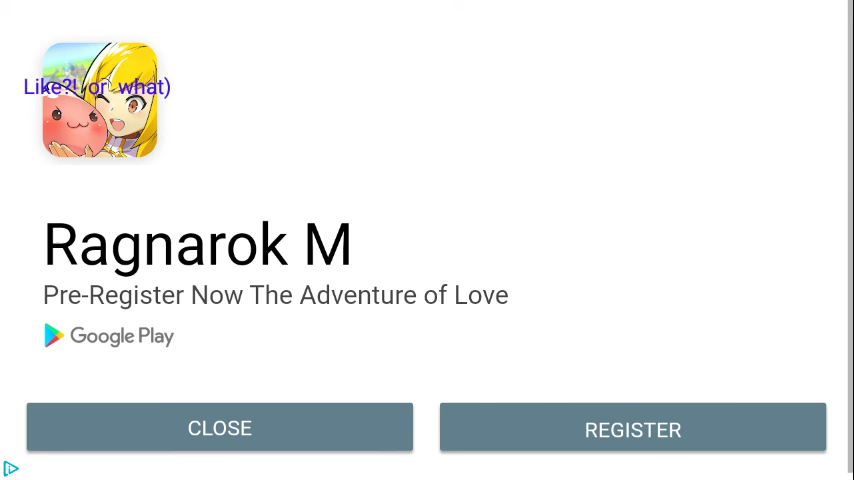 Like?! or what)
Ragnarok M
Pre-Register Now The Adventure of Love
Google Play
CLOSE
REGISTER